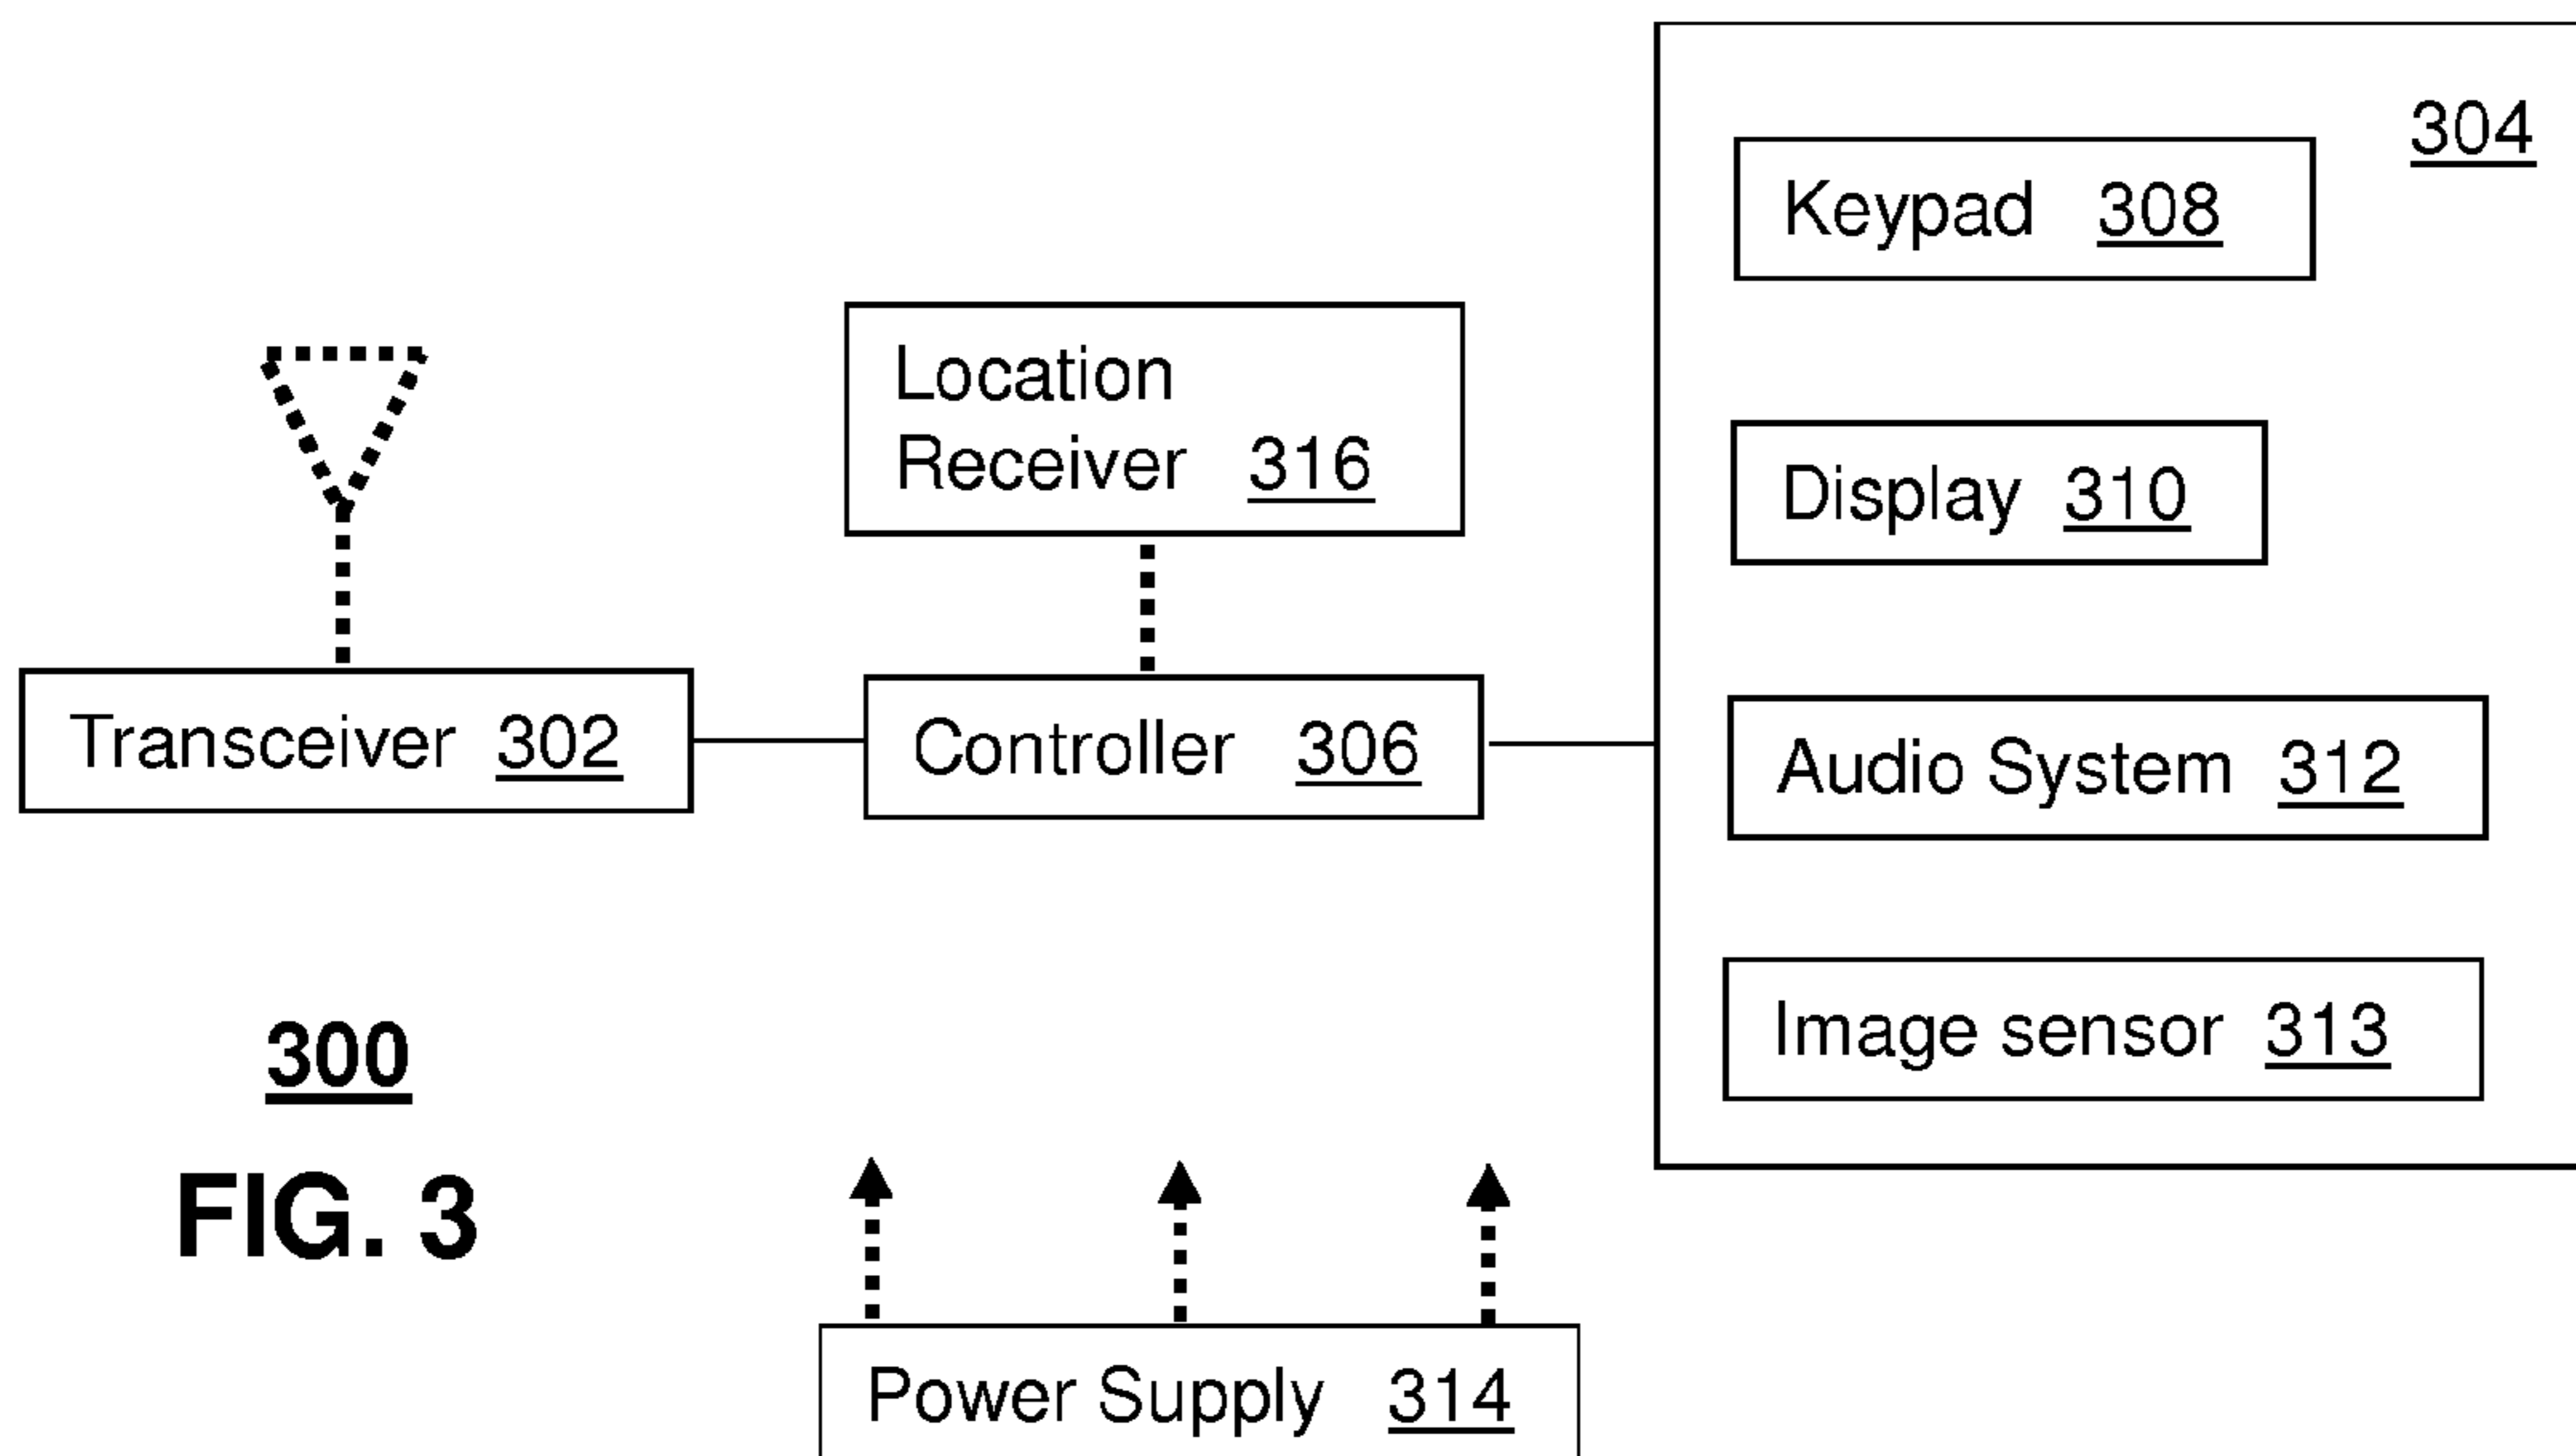 304
Keypad 308
Location
Receiver 316
Display 310
Transceiver 302
Controller 306
Audio System 312
Image sensor 313
300
FIG. 3
Power Supply 314